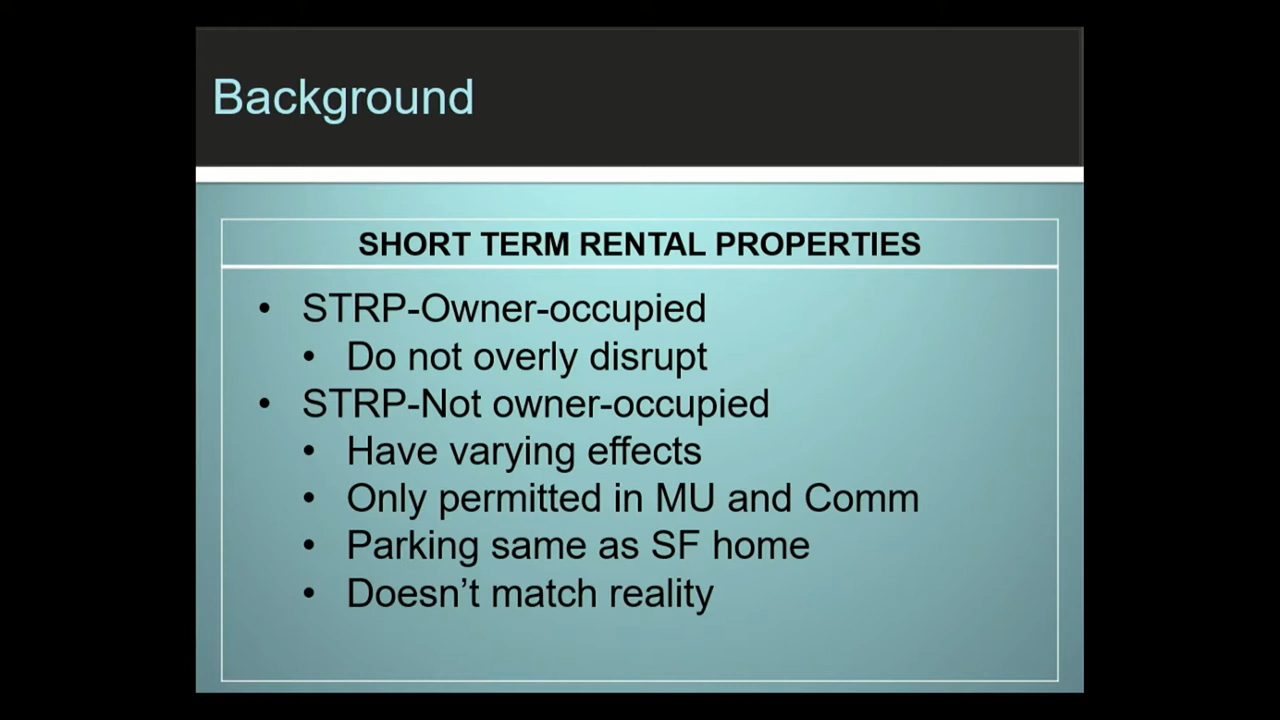 Background
SHORT TERM RENTAL PROPERTIES
• STRP-Owner-occupied
• Do not overly disrupt
• STRP-Not owner-occupied
• Have varying effects
• Only permitted in MU and Comm
• Parking same as SF home
• Doesn’t match reality